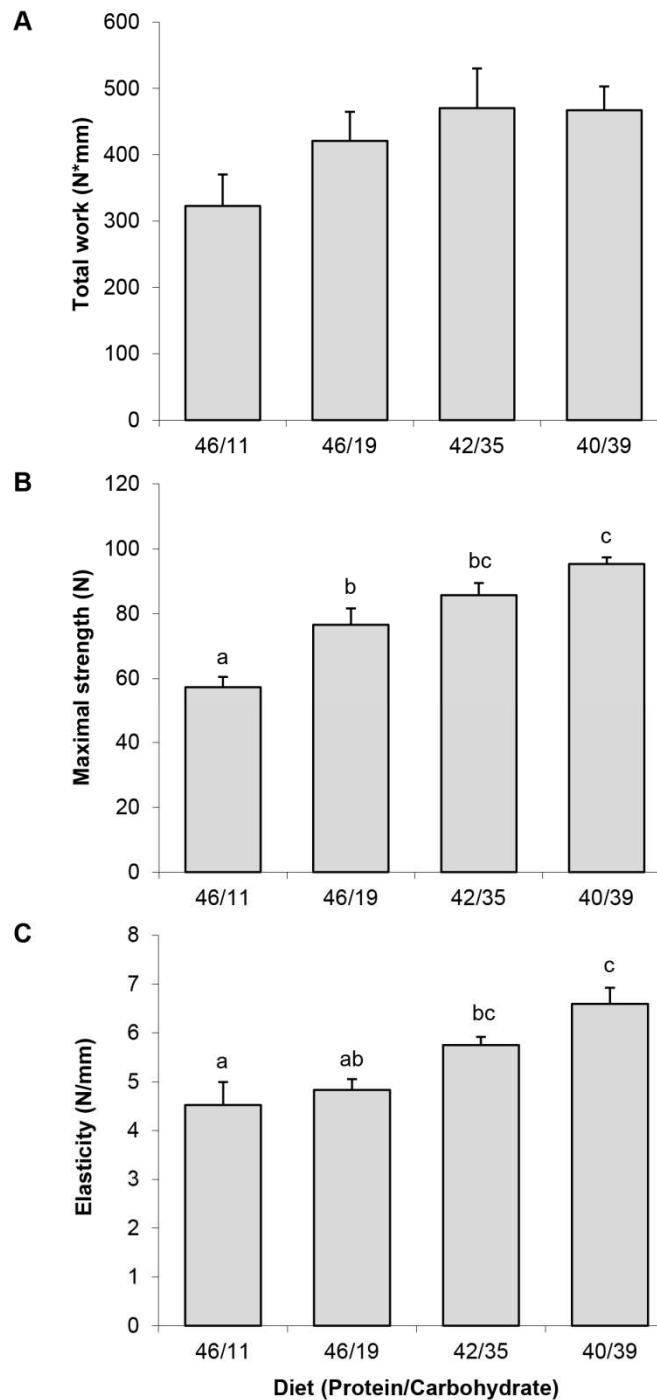 A
Total work (N*mm)
600
500
400
300
200
100
0
46/11 46/19 42/35 40/39
B
Maximal strength (N)
120
100
80
60
40
20
0
a b bc c
46/11 46/19 42/35 40/39
C
Elasticity (N/mm)
8
7
6
5
4
3
2
1
0
a ab bc c
46/11 46/19 42/35 40/39
Diet (Protein/Carbohydrate)